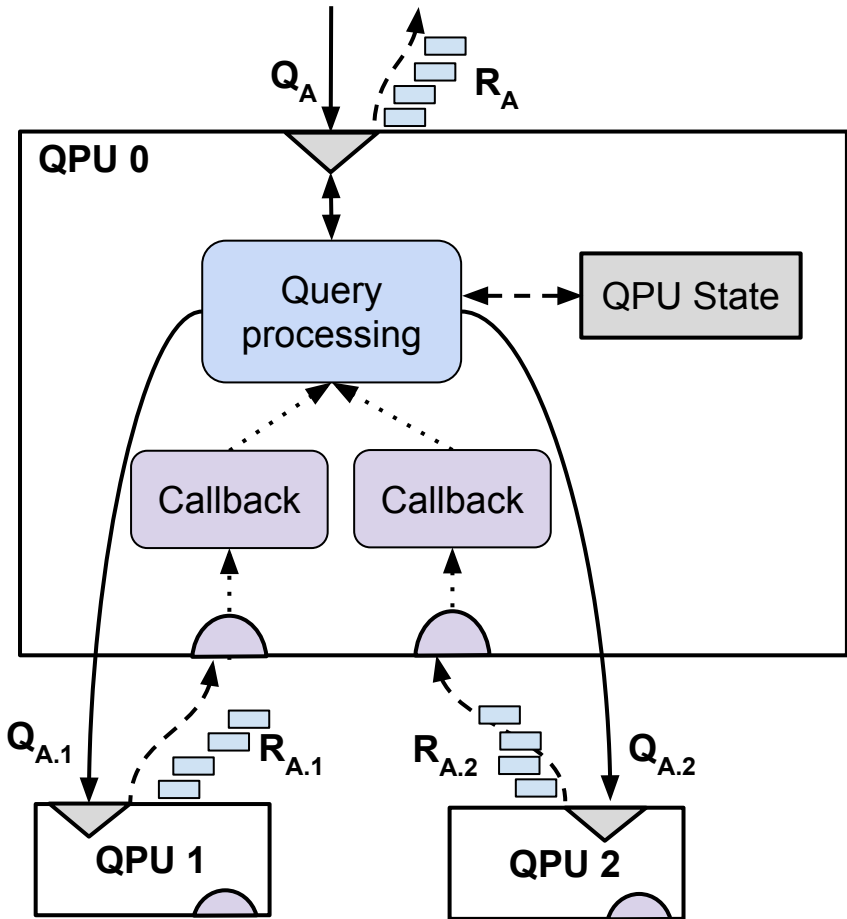 Q_A
R_A
QPU 0
Query
processing
QPU State
Callback
Callback
Q_A.1
R_A.1
R_A.2
Q_A.2
QPU 1
QPU 2